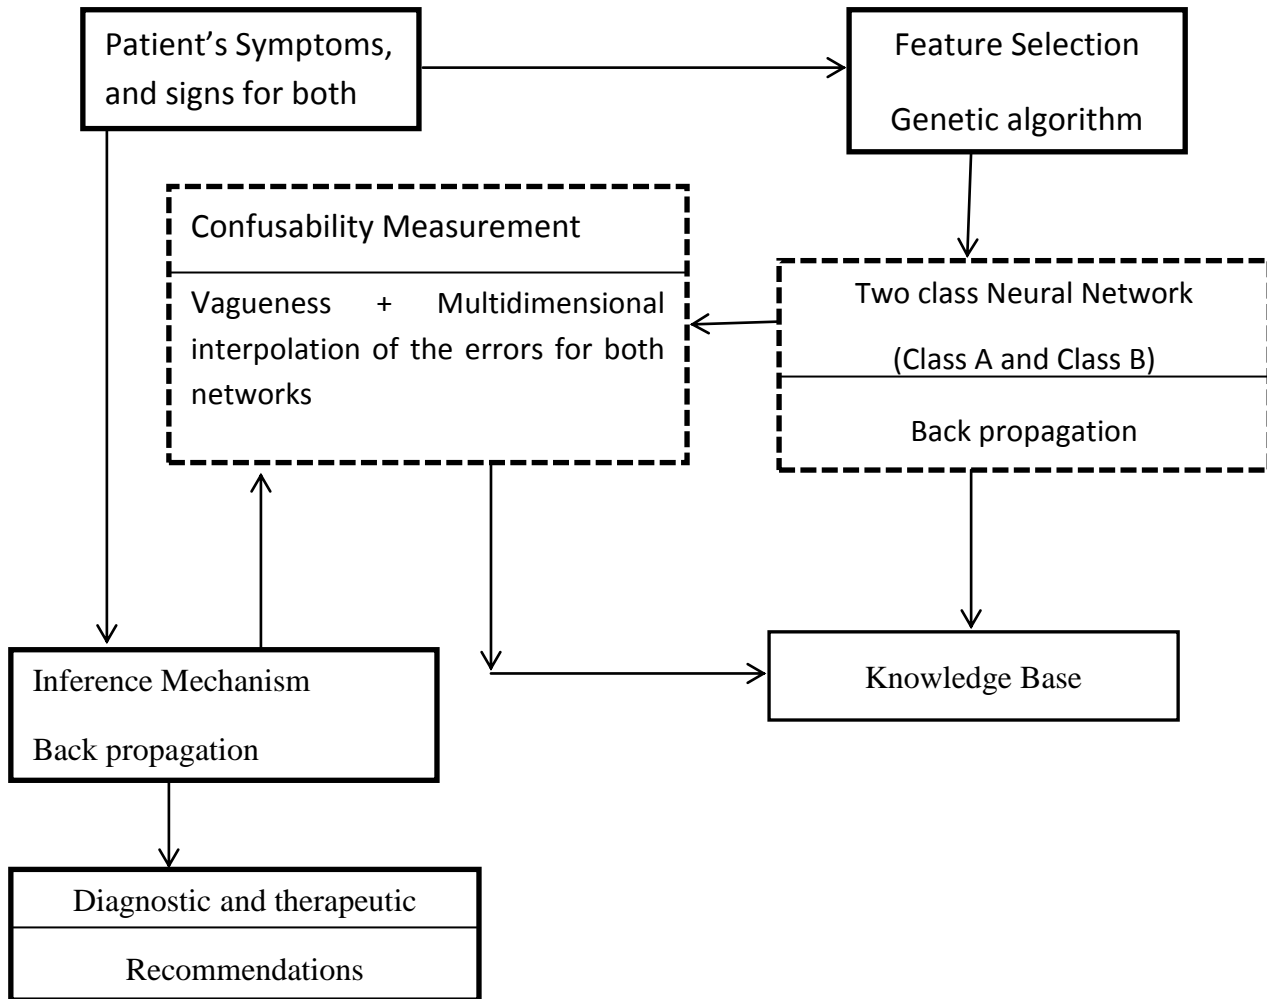 Patient’s Symptoms,
and signs for both
Feature Selection
Genetic algorithm
Confusability Measurement
Vagueness + Multidimensional
interpolation of the errors for both
networks
Two class Neural Network
(Class A and Class B)
Back propagation
Inference Mechanism
Back propagation
Knowledge Base
Diagnostic and therapeutic
Recommendations